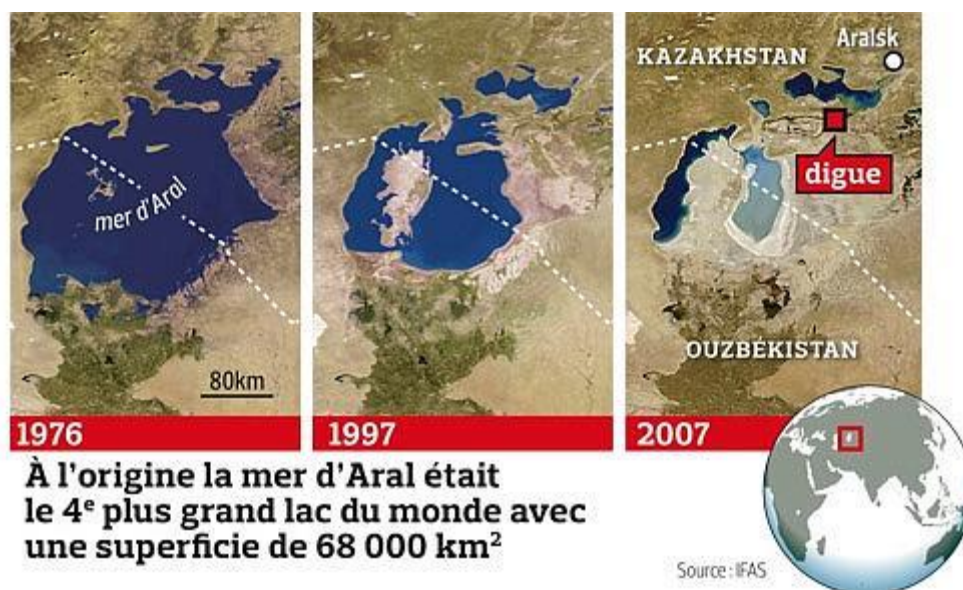 mer d'Aral
80km
1976
1997
KAZAKHSTAN
Aralsk
digue
OUZBÉKISTAN
2007
À l'origine la mer d'Aral était
le 4e plus grand lac du monde avec
une superficie de 68 000 km²
Source : IFAS